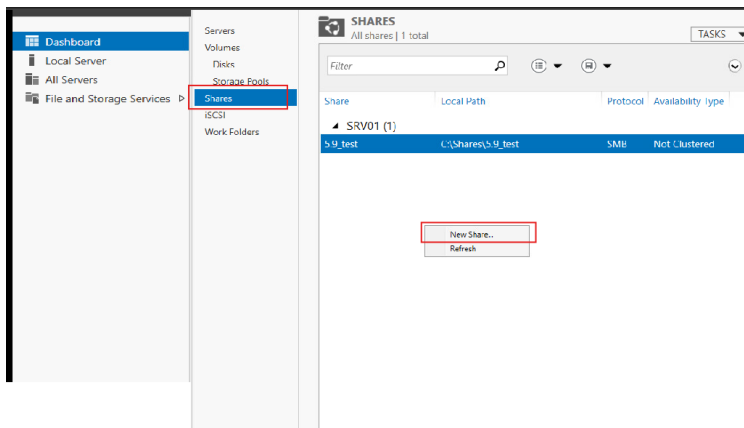 Dashboard
Local Server
All Servers
File and Storage Services
Servers
Volumes
Disks
Storage Pools
Shares
iSCSI
Work Folders
SHARES
All shares | 1 total
TASKS
Filter
Share Local Path Protocol Availability Type
SRV01 (1)
5.9_test C:\Shares\5.9_test SMB Not Clustered
New Share..
Refresh